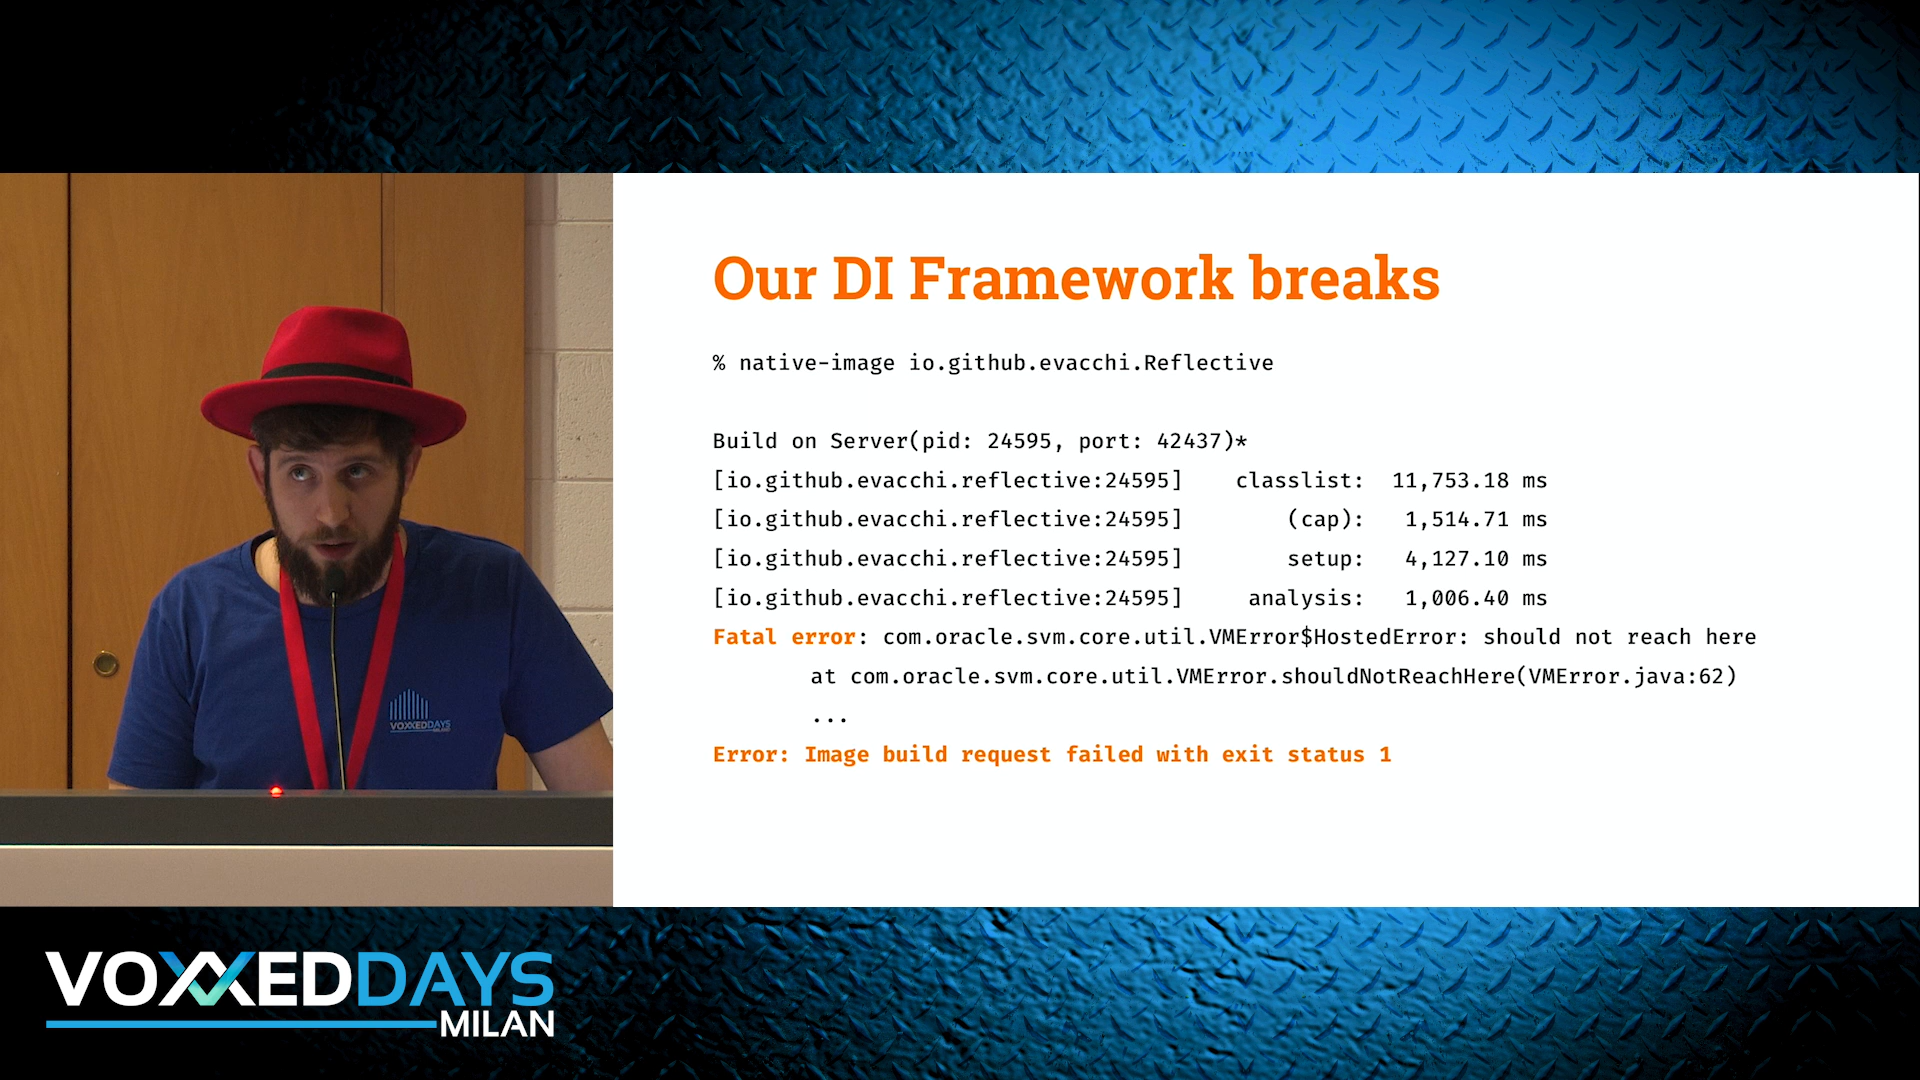 Our DI Framework breaks
% native-image io.github.evacchi.Reflective
Build on Server(pid: 24595, port: 42437)*
[io.github.evacchi.reflective:24595] classlist: 11,753.18 ms
[io.github.evacchi.reflective:24595] (cap): 1,514.71 ms
[io.github.evacchi.reflective:24595] setup: 4,127.10 ms
[io.github.evacchi.reflective:24595] analysis: 1,006.40 ms
Fatal error: com.oracle.svm.core.util.VMError$HostedError: should not reach here
at com.oracle.svm.core.util.VMError.shouldNotReachHere(VMError.java:62)
...
Error: Image build request failed with exit status 1
VOXXEDDAYS
MILAN
VOXXEDDAYS
MILAN